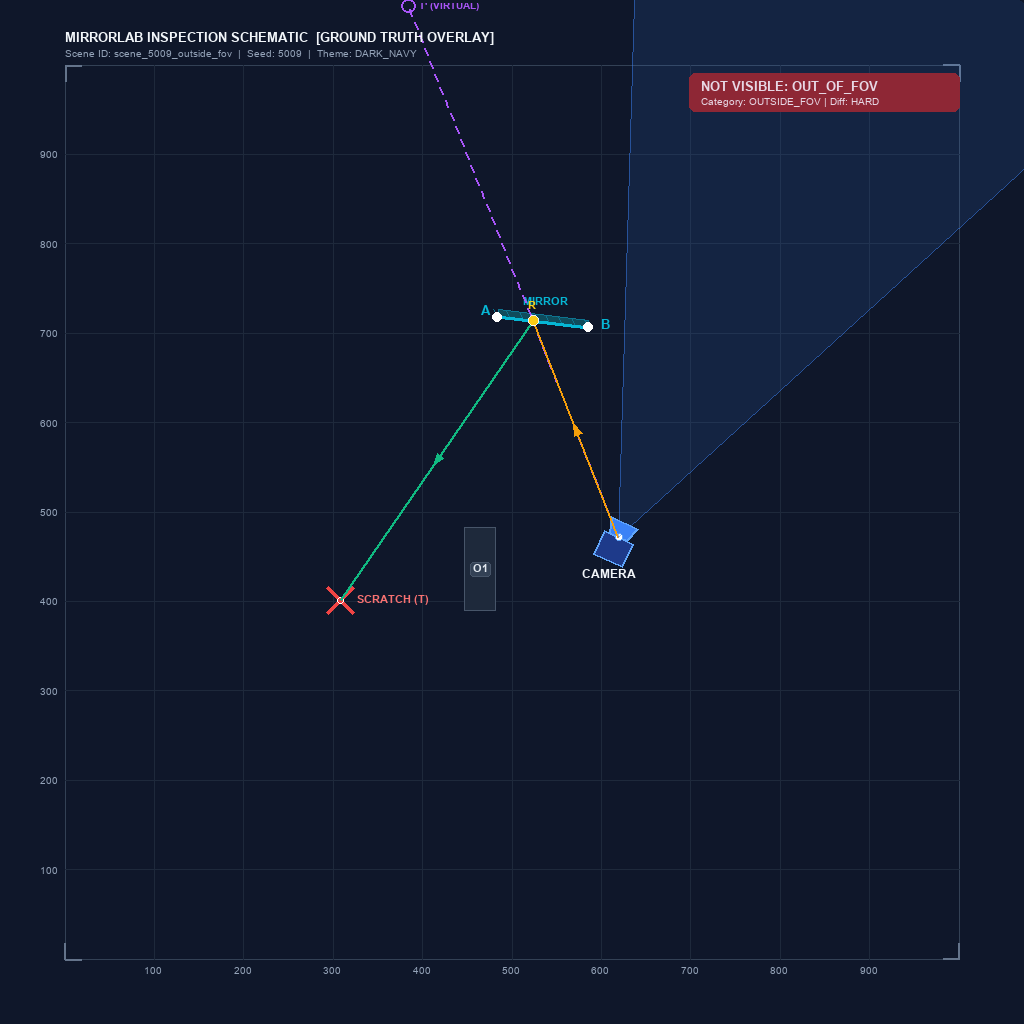 T' (VIRTUAL)
MIRRORLAB INSPECTION SCHEMATIC [GROUND TRUTH OVERLAY]
Scene ID: scene_5009_outside_fov | Seed: 5009 | Theme: DARK_NAVY
NOT VISIBLE: OUT_OF_FOV
Category: OUTSIDE_FOV | Diff: HARD
900
800
MIRROR
R
A
B
700
600
500
O1
CAMERA
400
SCRATCH (T)
300
200
100
100 200 300 400 500 600 700 800 900